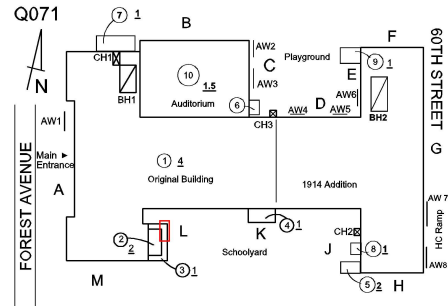 Q071
N
7 1
B
F
CH1
BH1
AW2
C
AW3
Playground
9 1
E
10 1.5
Auditorium
6
CH3
AW4
D
AW5
AW6
BH2
60TH STREET
G
AW1
Main ►
Entrance
A
FOREST AVENUE
1 4
Original Building
1914 Addition
AW 7
HC Ramp
AW8
L
K
4 1
CH2
J
8 1
2
2
3 1
Schoolyard
M
5 2
H